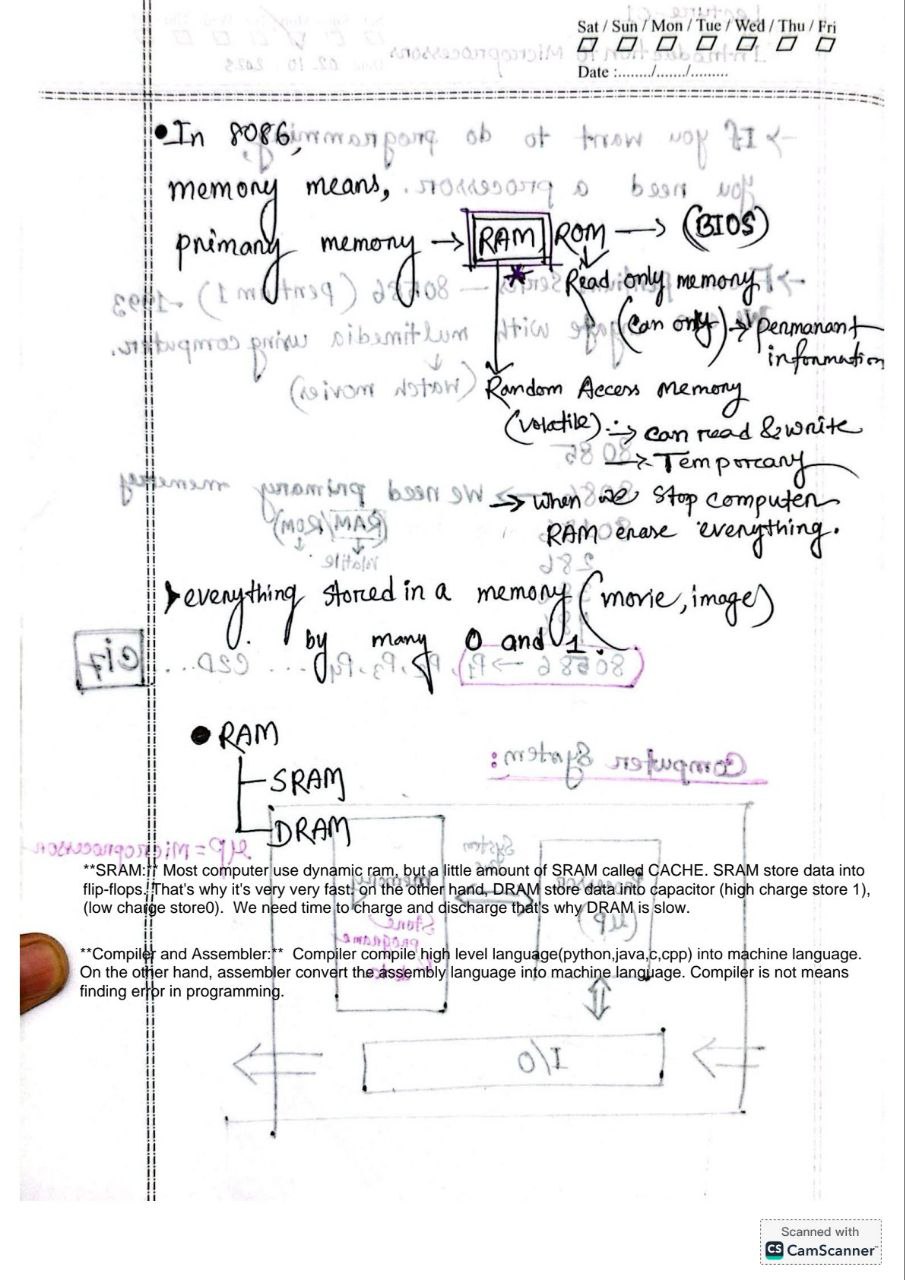 Sat / Sun / Mon / Tue / Wed / Thu / Fri
Date :......../......./.........
•In 8086,
memory means,
primary memory → RAM, ROM → (BIOS)
*
Read only memory
(Can only) → permanant
information
Random Access memory
(Volatile) → can read & write
→ Temporary
→ when we stop computer
RAM erase everything.
everything stored in a memory (movie, image)
by many 0 and 1.
• RAM
SRAM
DRAM
**SRAM:** Most computer use dynamic ram, but a little amount of SRAM called CACHE. SRAM store data into
flip-flops. That's why it's very very fast. on the other hand, DRAM store data into capacitor (high charge store 1),
(low charge store0). We need time to charge and discharge that's why DRAM is slow.
**Compiler and Assembler:** Compiler compile high level language(python,java,c,cpp) into machine language.
On the other hand, assembler convert the assembly language into machine language. Compiler is not means
finding error in programming.
Scanned with
CS CamScanner